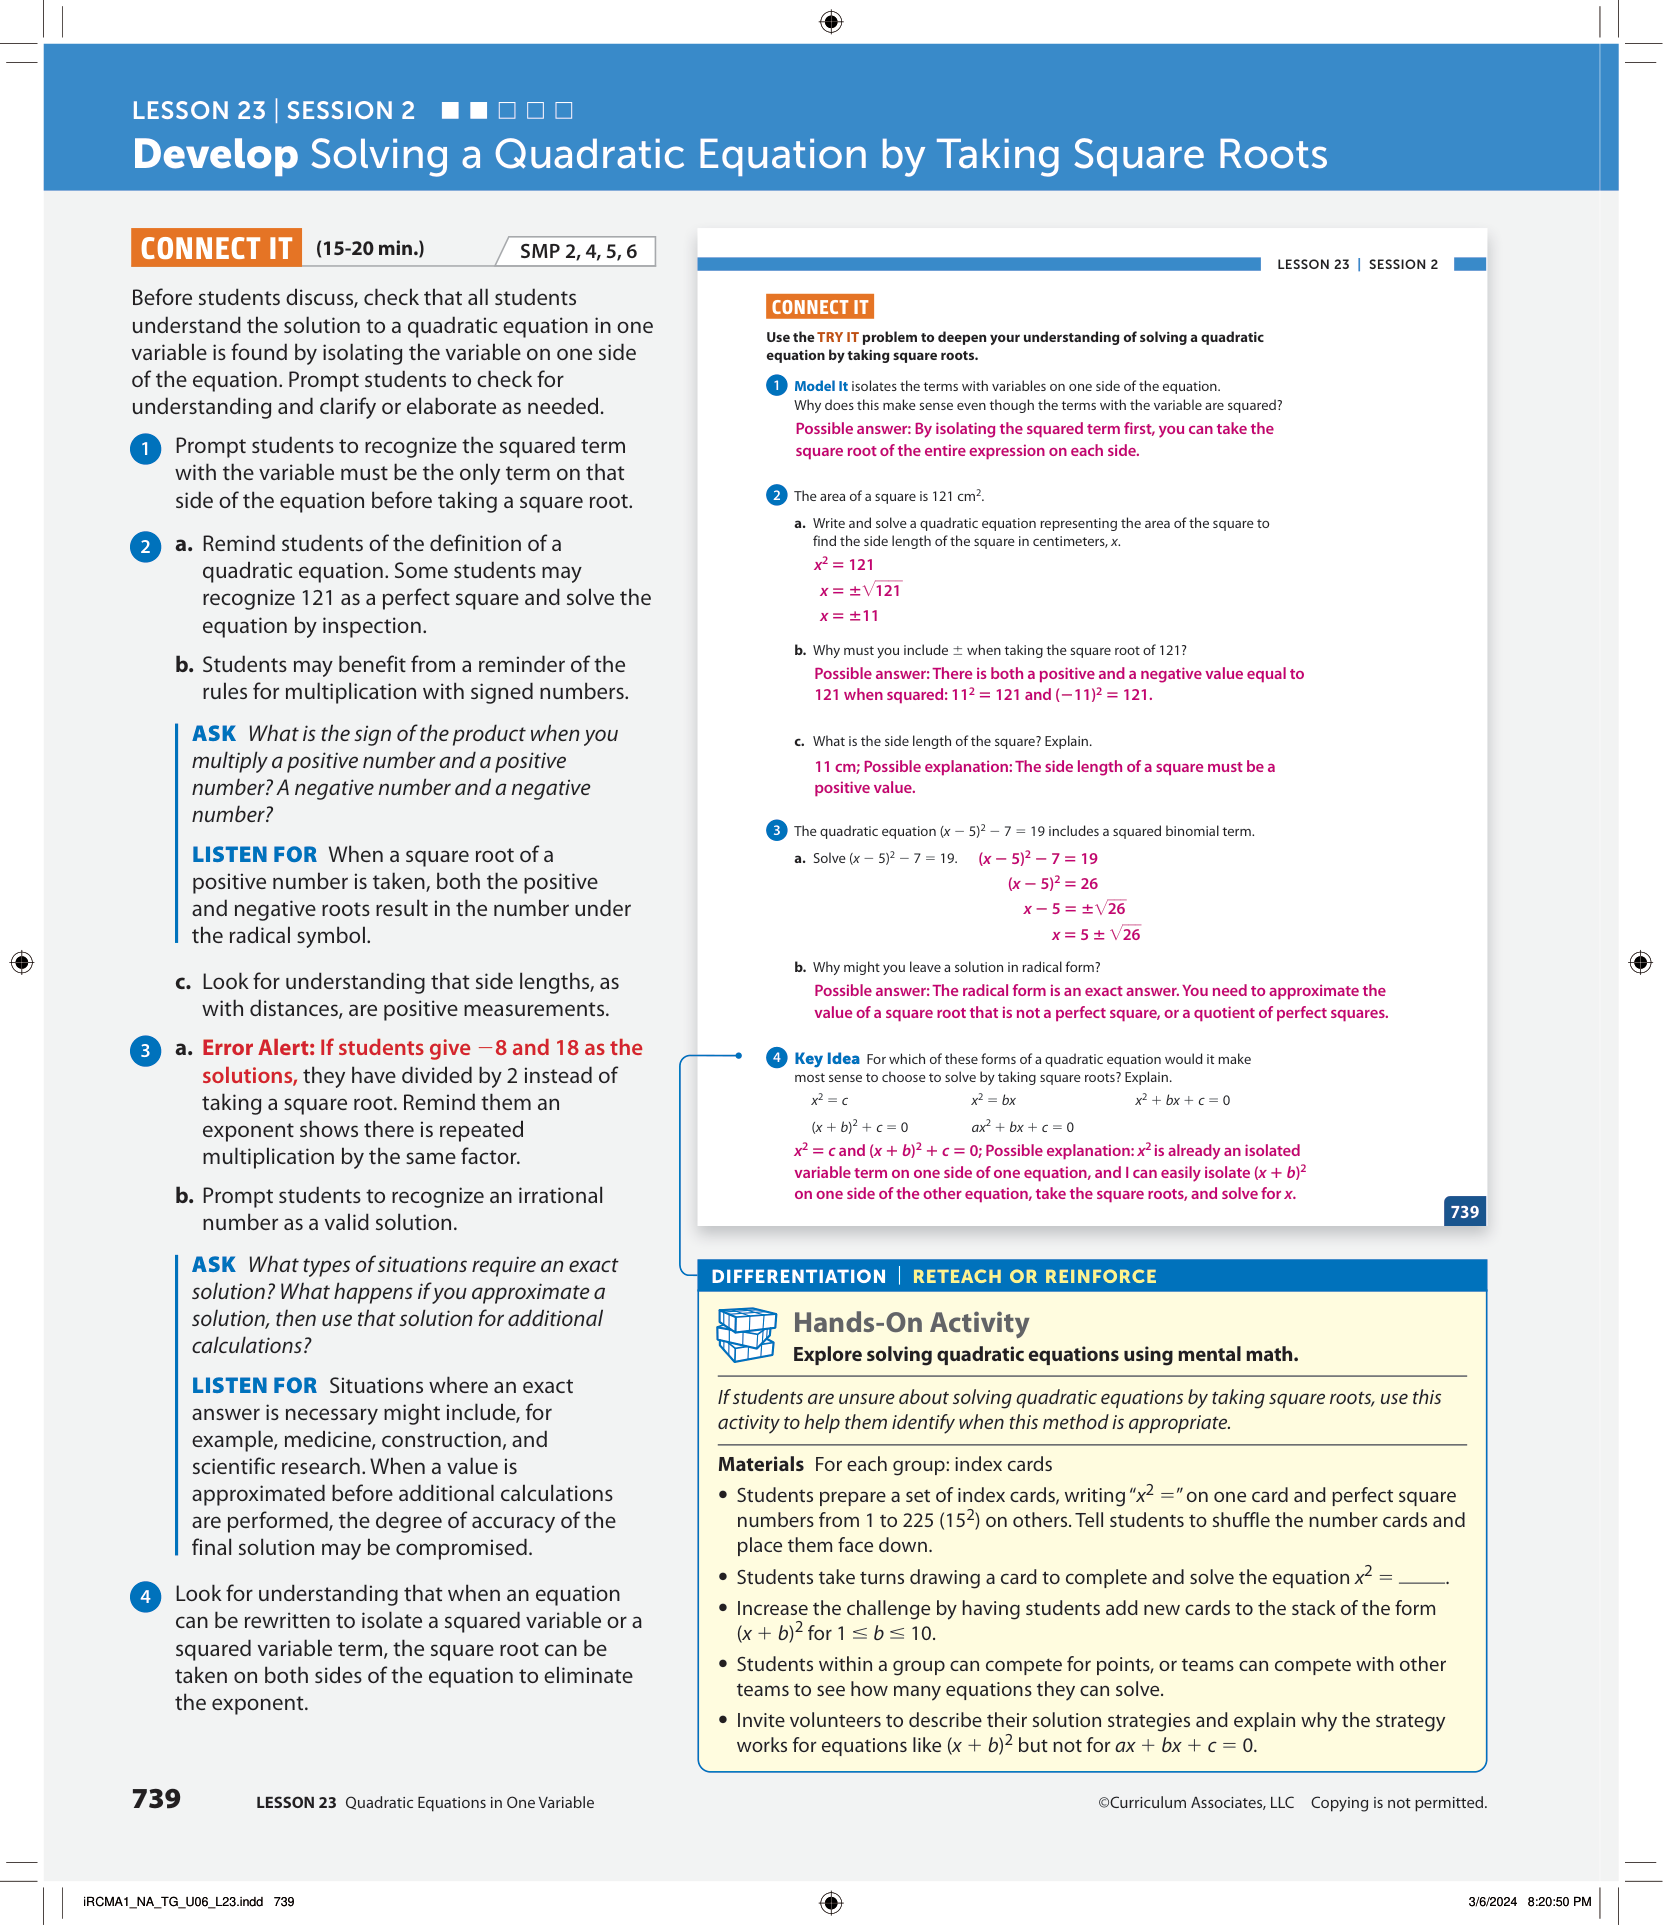 LESSON 23 | SESSION 2
Develop Solving a Quadratic Equation by Taking Square Roots
CONNECT IT (15-20 min.) SMP 2, 4, 5, 6
Before students discuss, check that all students
understand the solution to a quadratic equation in one
variable is found by isolating the variable on one side
of the equation. Prompt students to check for
understanding and clarify or elaborate as needed.
1 Prompt students to recognize the squared term
with the variable must be the only term on that
side of the equation before taking a square root.
2 a. Remind students of the definition of a
quadratic equation. Some students may
recognize 121 as a perfect square and solve the
equation by inspection.
b. Students may benefit from a reminder of the
rules for multiplication with signed numbers.
ASK What is the sign of the product when you
multiply a positive number and a positive
number? A negative number and a negative
number?
LISTEN FOR When a square root of a
positive number is taken, both the positive
and negative roots result in the number under
the radical symbol.
c. Look for understanding that side lengths, as
with distances, are positive measurements.
3 a. Error Alert: If students give −8 and 18 as the
solutions, they have divided by 2 instead of
taking a square root. Remind them an
exponent shows there is repeated
multiplication by the same factor.
b. Prompt students to recognize an irrational
number as a valid solution.
ASK What types of situations require an exact
solution? What happens if you approximate a
solution, then use that solution for additional
calculations?
LISTEN FOR Situations where an exact
answer is necessary might include, for
example, medicine, construction, and
scientific research. When a value is
approximated before additional calculations
are performed, the degree of accuracy of the
final solution may be compromised.
4 Look for understanding that when an equation
can be rewritten to isolate a squared variable or a
squared variable term, the square root can be
taken on both sides of the equation to eliminate
the exponent.
LESSON 23 | SESSION 2
CONNECT IT
Use the TRY IT problem to deepen your understanding of solving a quadratic
equation by taking square roots.
1 Model It isolates the terms with variables on one side of the equation.
Why does this make sense even though the terms with the variable are squared?
Possible answer: By isolating the squared term first, you can take the
square root of the entire expression on each side.
2 The area of a square is 121 cm².
a. Write and solve a quadratic equation representing the area of the square to
find the side length of the square in centimeters, x.
x² = 121
x = ±√121
x = ±11
b. Why must you include ± when taking the square root of 121?
Possible answer: There is both a positive and a negative value equal to
121 when squared: 11² = 121 and (−11)² = 121.
c. What is the side length of the square? Explain.
11 cm; Possible explanation: The side length of a square must be a
positive value.
3 The quadratic equation (x − 5)² − 7 = 19 includes a squared binomial term.
a. Solve (x − 5)² − 7 = 19. (x − 5)² − 7 = 19
(x − 5)² = 26
x − 5 = ±√26
x = 5 ± √26
b. Why might you leave a solution in radical form?
Possible answer: The radical form is an exact answer. You need to approximate the
value of a square root that is not a perfect square, or a quotient of perfect squares.
4 Key Idea For which of these forms of a quadratic equation would it make
most sense to choose to solve by taking square roots? Explain.
x² = c x² = bx x² + bx + c = 0
(x + b)² + c = 0 ax² + bx + c = 0
x² = c and (x + b)² + c = 0; Possible explanation: x² is already an isolated
variable term on one side of one equation, and I can easily isolate (x + b)²
on one side of the other equation, take the square roots, and solve for x.
739
DIFFERENTIATION | RETEACH OR REINFORCE
Hands-On Activity
Explore solving quadratic equations using mental math.
If students are unsure about solving quadratic equations by taking square roots, use this
activity to help them identify when this method is appropriate.
Materials For each group: index cards
• Students prepare a set of index cards, writing “x² =” on one card and perfect square
numbers from 1 to 225 (15²) on others. Tell students to shuffle the number cards and
place them face down.
• Students take turns drawing a card to complete and solve the equation x² = ____.
• Increase the challenge by having students add new cards to the stack of the form
(x + b)² for 1 ≤ b ≤ 10.
• Students within a group can compete for points, or teams can compete with other
teams to see how many equations they can solve.
• Invite volunteers to describe their solution strategies and explain why the strategy
works for equations like (x + b)² but not for ax + bx + c = 0.
739 LESSON 23 Quadratic Equations in One Variable ©Curriculum Associates, LLC Copying is not permitted.
iRCMA1_NA_TG_U06_L23.indd 739 3/6/2024 8:20:50 PM